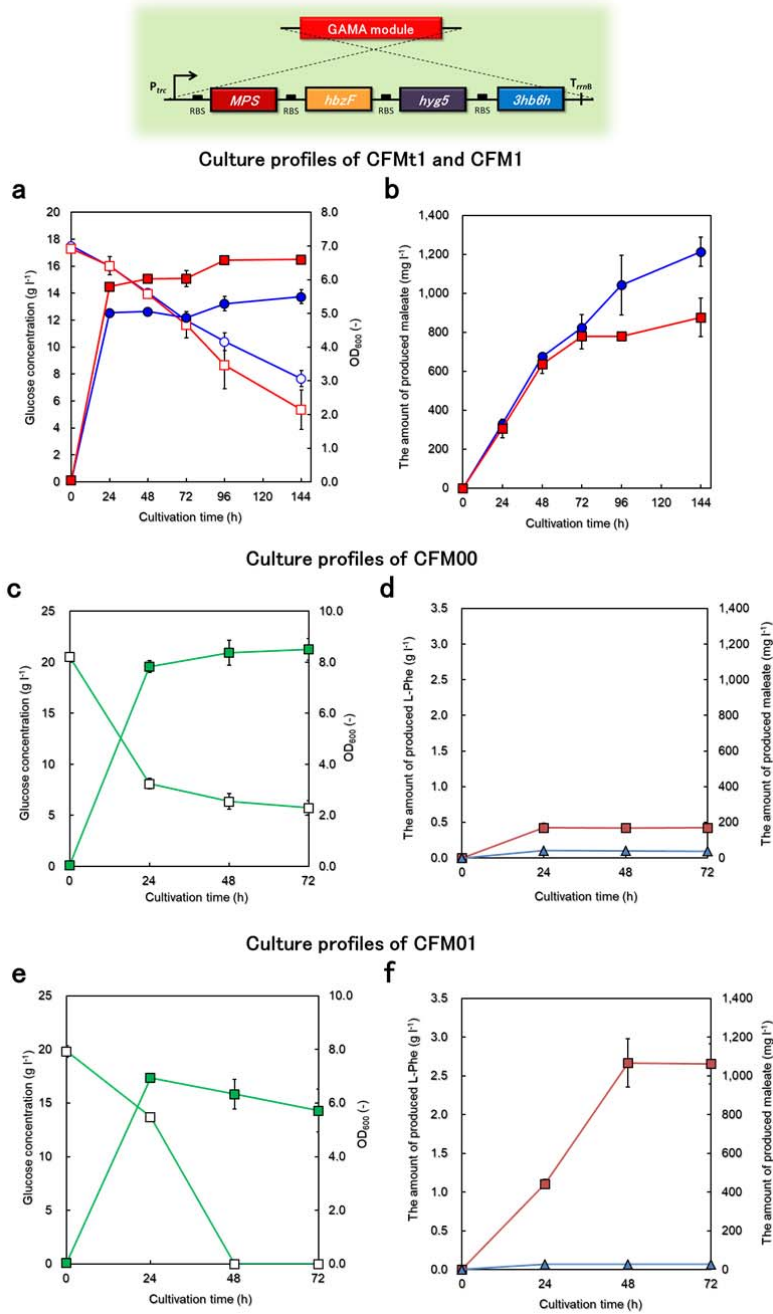 GAMA module
Ptrc
TrrnB
RBS MPS RBS hbzF RBS hyg5 RBS 3hb6h
Culture profiles of CFMt1 and CFM1
a
b
20
18
16
14
12
10
8
6
4
2
0
Glucose concentration (g l-1)
8.0
7.0
6.0
5.0
4.0
3.0
2.0
1.0
0.0
OD600 (-)
0 24 48 72 96 120 144
Cultivation time (h)
1,400
1,200
1,000
800
600
400
200
0
The amount of produced maleate (mg l-1)
0 24 48 72 96 120 144
Cultivation time (h)
Culture profiles of CFM00
c
d
25
20
15
10
5
0
Glucose concentration (g l-1)
10.0
8.0
6.0
4.0
2.0
0.0
OD600 (-)
0 24 48 72
Cultivation time (h)
3.5
3.0
2.5
2.0
1.5
1.0
0.5
0.0
The amount of produced L-Phe (g l-1)
1,400
1,200
1,000
800
600
400
200
0
The amount of produced maleate (mg l-1)
0 24 48 72
Cultivation time (h)
Culture profiles of CFM01
e
f
25
20
15
10
5
0
Glucose concentration (g l-1)
10.0
8.0
6.0
4.0
2.0
0.0
OD600 (-)
0 24 48 72
Cultivation time (h)
3.5
3.0
2.5
2.0
1.5
1.0
0.5
0.0
The amount of produced L-Phe (g l-1)
1,400
1,200
1,000
800
600
400
200
0
The amount of produced maleate (mg l-1)
0 24 48 72
Cultivation time (h)